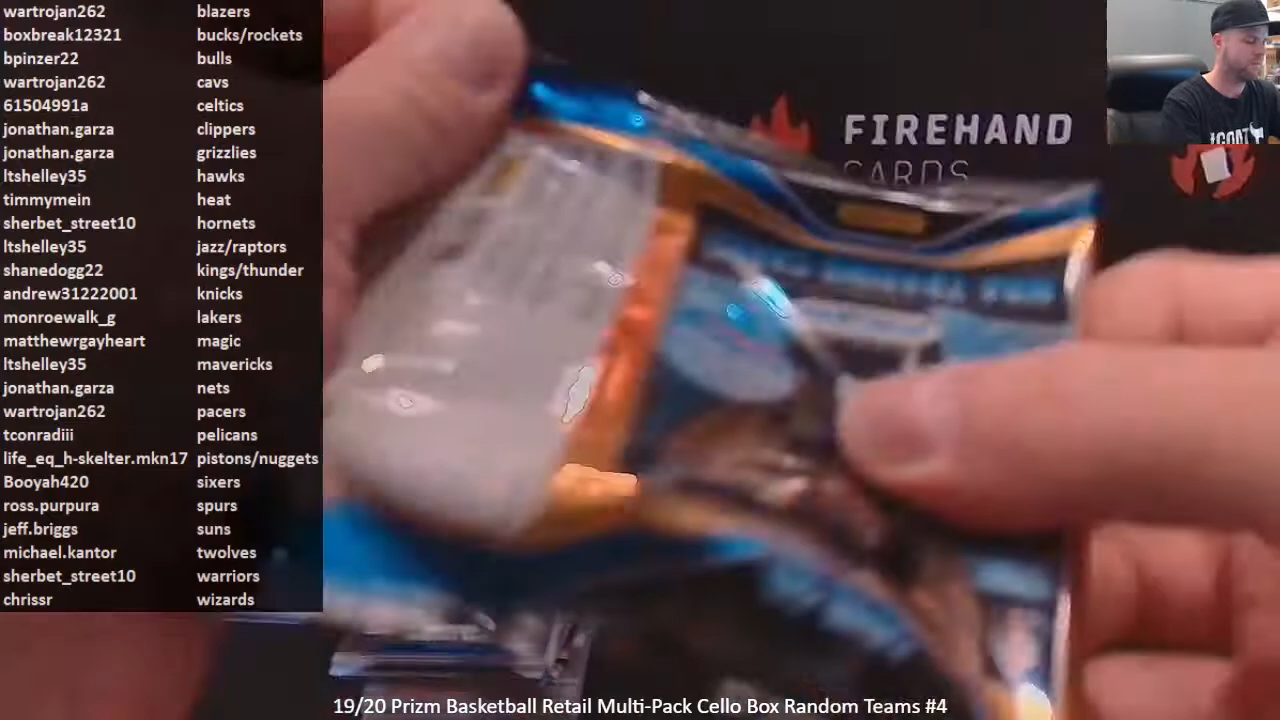 wartrojan262 blazers
boxbreak12321 bucks/rockets
bpinzer22 bulls
wartrojan262 cavs
61504991a celtics
jonathan.garza clippers
jonathan.garza grizzlies
ltshelley35 hawks
timmymein heat
sherbet_street10 hornets
ltshelley35 jazz/raptors
shanedogg22 kings/thunder
andrew31222001 knicks
monroewalk_g lakers
matthewrgayheart magic
ltshelley35 mavericks
jonathan.garza nets
wartrojan262 pacers
tconradiii pelicans
life_eq_h-skelter.mkn17 pistons/nuggets
Booyah420 sixers
ross.purpura spurs
jeff.briggs suns
michael.kantor twolves
sherbet_street10 warriors
chrissr wizards
FIREHAND
CARDS
19/20 Prizm Basketball Retail Multi-Pack Cello Box Random Teams #4